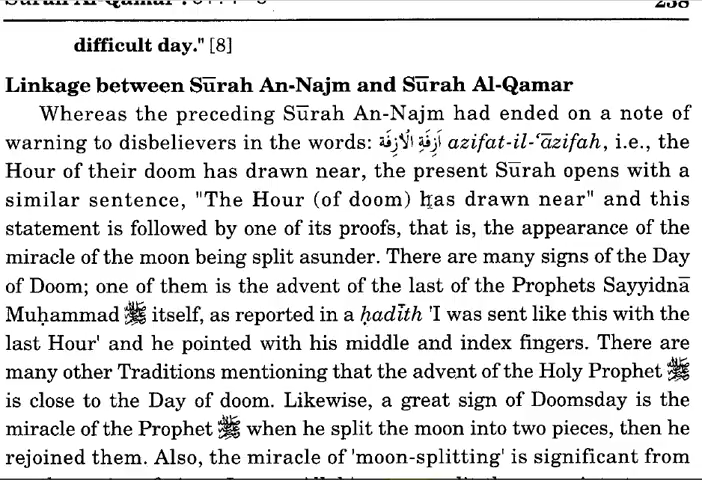 difficult day." [8]
Linkage between Sūrah An-Najm and Sūrah Al-Qamar
Whereas the preceding Sūrah An-Najm had ended on a note of
warning to disbelievers in the words: أَزِفَةِ الْآزِفَة azifat-il-‘āzifah, i.e., the
Hour of their doom has drawn near, the present Sūrah opens with a
similar sentence, "The Hour (of doom) has drawn near" and this
statement is followed by one of its proofs, that is, the appearance of the
miracle of the moon being split asunder. There are many signs of the Day
of Doom; one of them is the advent of the last of the Prophets Sayyidnā
Muḥammad ﷺ itself, as reported in a ḥadīth 'I was sent like this with the
last Hour' and he pointed with his middle and index fingers. There are
many other Traditions mentioning that the advent of the Holy Prophet ﷺ
is close to the Day of doom. Likewise, a great sign of Doomsday is the
miracle of the Prophet ﷺ when he split the moon into two pieces, then he
rejoined them. Also, the miracle of 'moon-splitting' is significant from